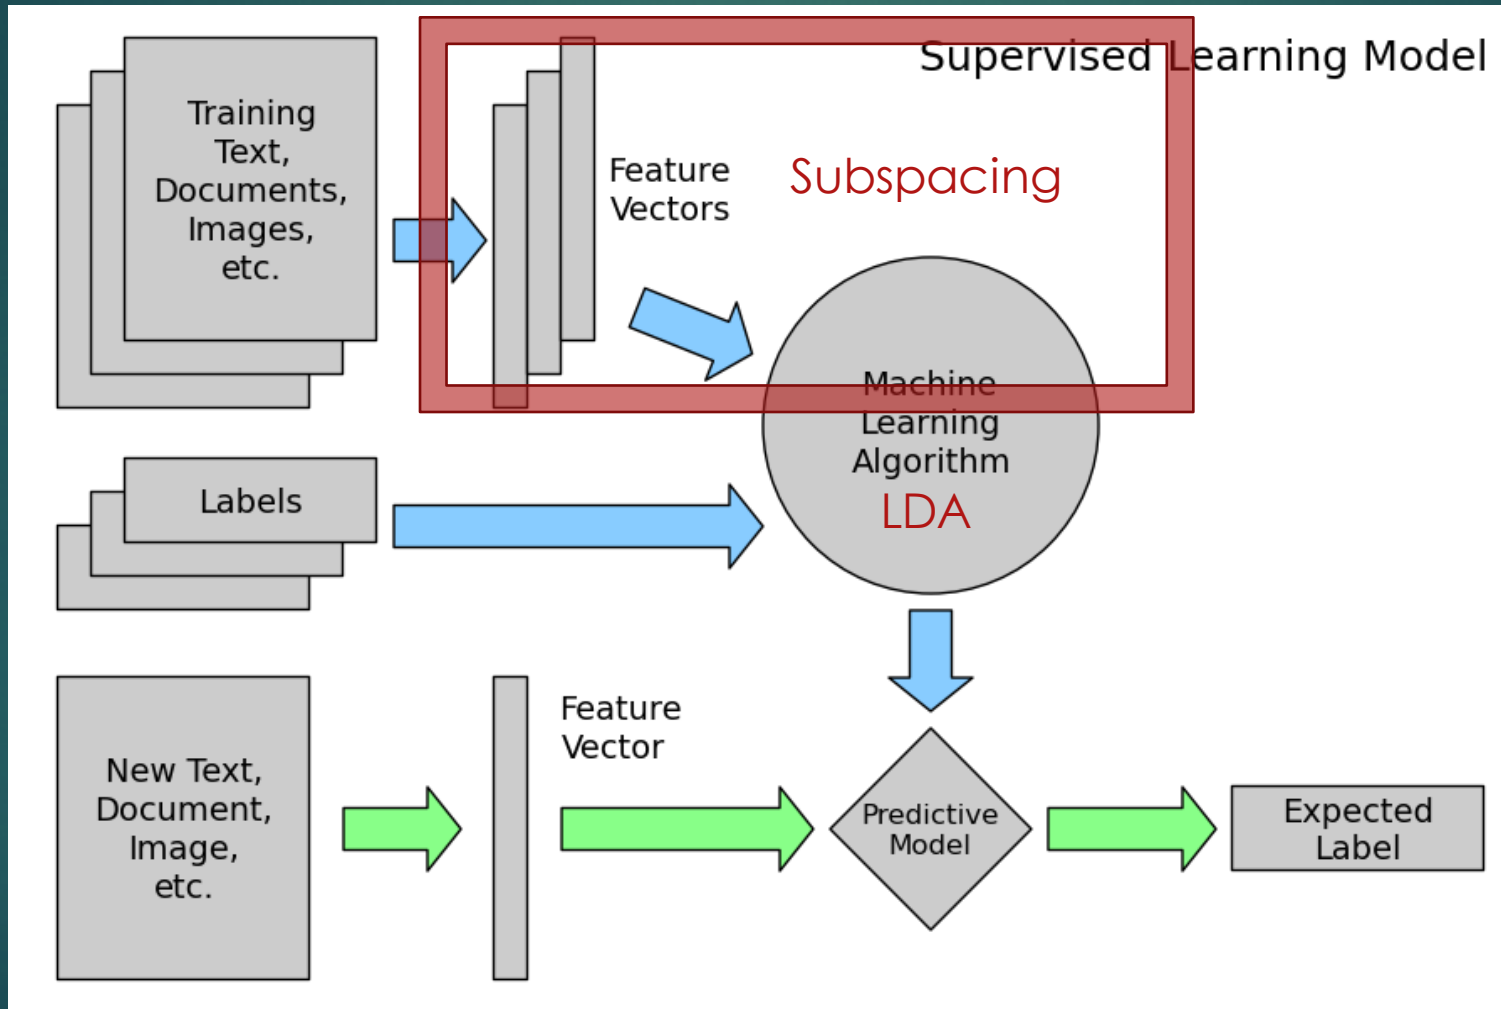 Supervised Learning Model
Training
Text,
Documents,
Images,
etc.
Feature
Vectors
Subspacing
Machine
Learning
Algorithm
LDA
Labels
New Text,
Document,
Image,
etc.
Feature
Vector
Predictive
Model
Expected
Label